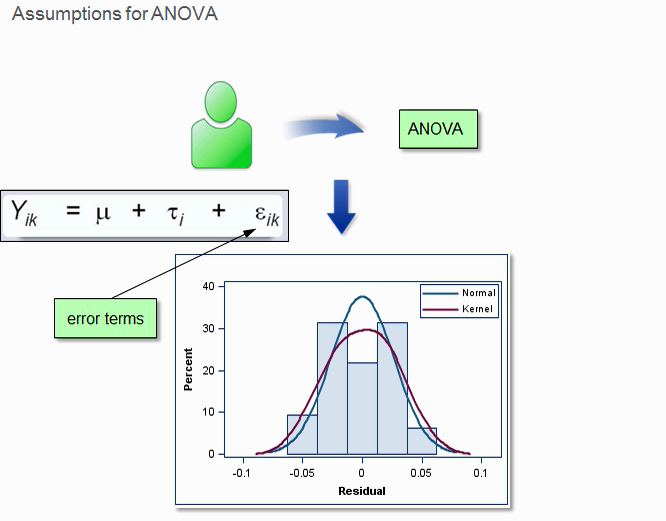 Assumptions for ANOVA
ANOVA
Yik = μ + τi + εik
error terms
Normal
Kernel
Percent
40
30
20
10
0
-0.1 -0.05 0 0.05 0.1
Residual